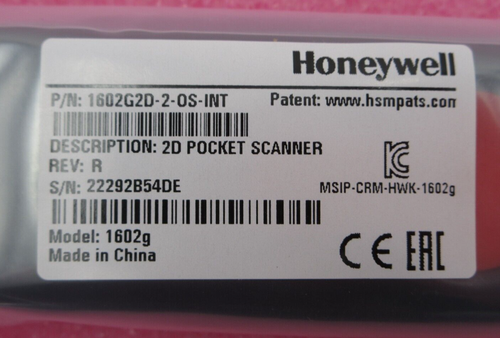 Honeywell
P/N: 1602G2D-2-OS-INT
Patent: www.hsmpats.com
DESCRIPTION: 2D POCKET SCANNER
REV: R
S/N: 22292B54DE
MSIP-CRM-HWK-1602g
Model: 1602g
Made in China
CE EAC